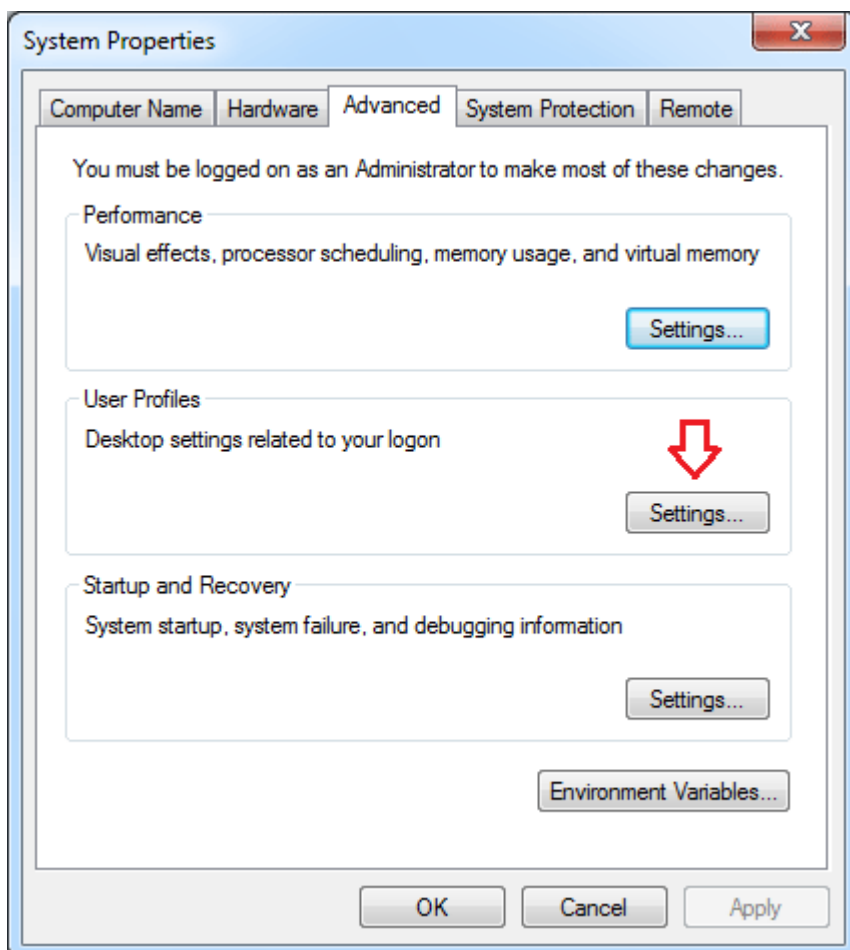 System Properties
Computer Name Hardware Advanced System Protection Remote
You must be logged on as an Administrator to make most of these changes.
Performance
Visual effects, processor scheduling, memory usage, and virtual memory
Settings...
User Profiles
Desktop settings related to your logon
Settings...
Startup and Recovery
System startup, system failure, and debugging information
Settings...
Environment Variables...
OK Cancel Apply